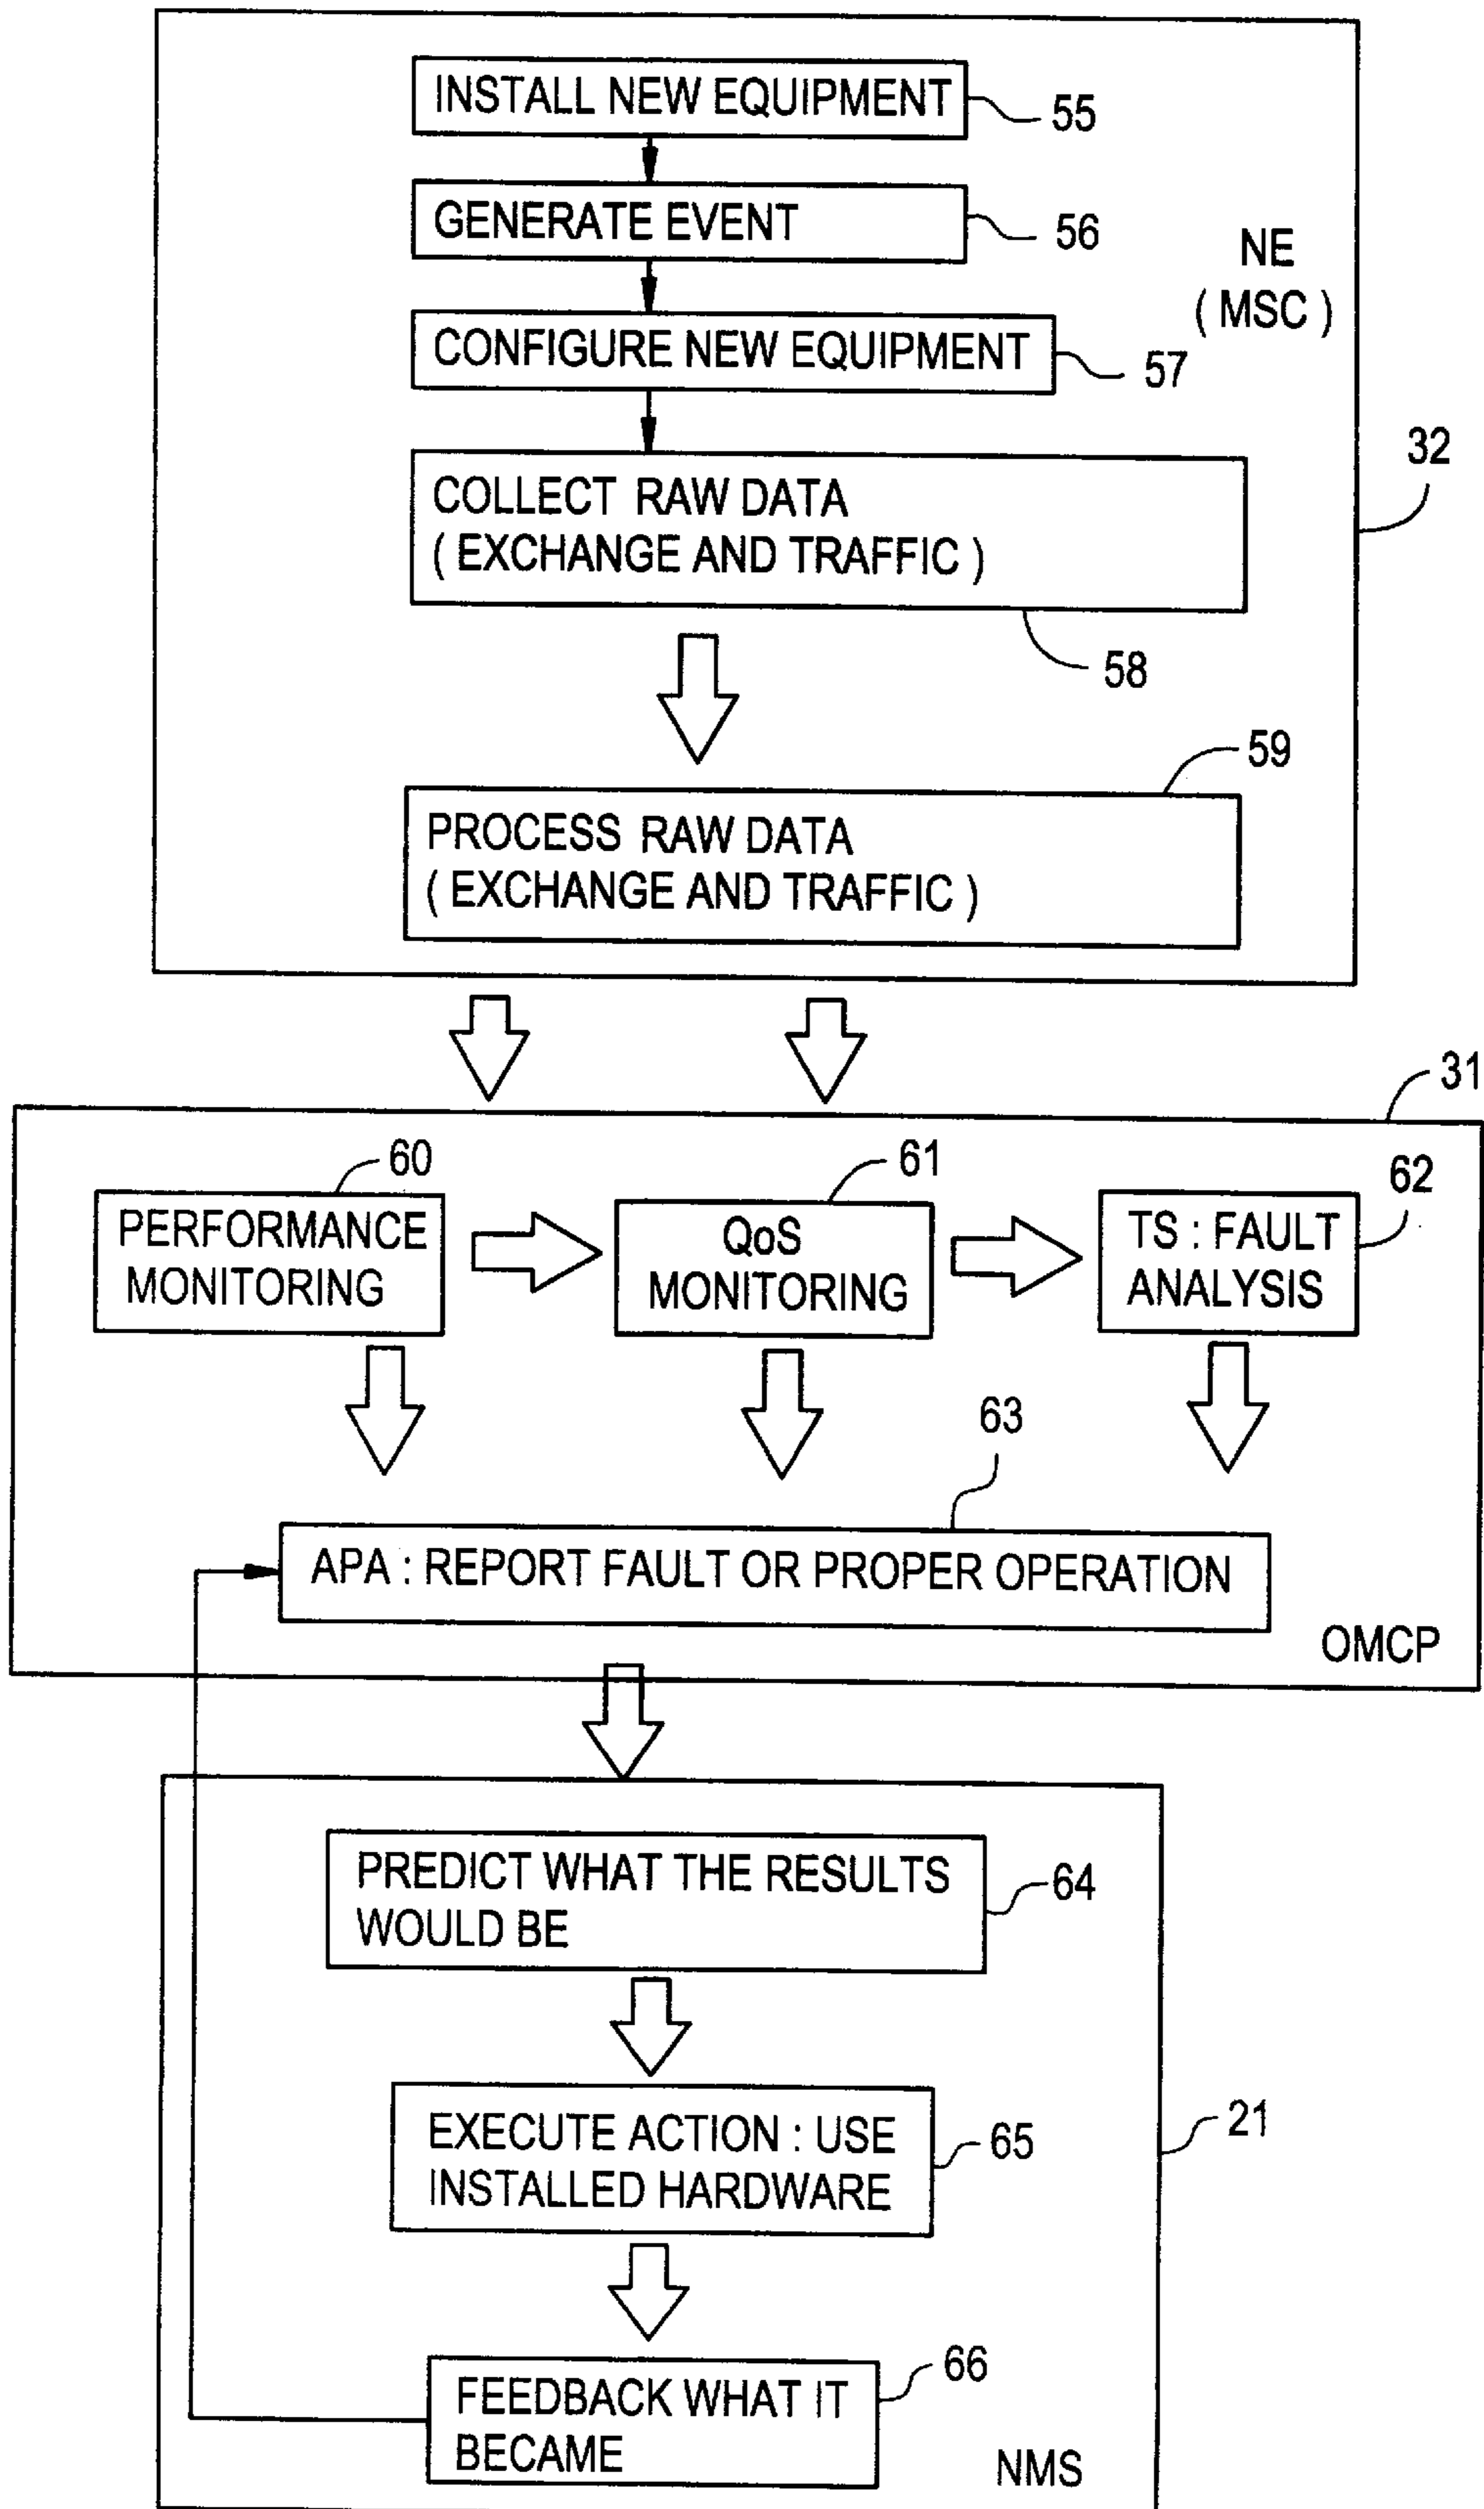 INSTALL NEW EQUIPMENT
55
GENERATE EVENT
56
NE
( MSC )
CONFIGURE NEW EQUIPMENT
57
32
COLLECT RAW DATA
( EXCHANGE AND TRAFFIC )
58
59
PROCESS RAW DATA
( EXCHANGE AND TRAFFIC )
31
60
61
62
PERFORMANCE
MONITORING
QoS
MONITORING
TS : FAULT
ANALYSIS
63
APA : REPORT FAULT OR PROPER OPERATION
OMCP
PREDICT WHAT THE RESULTS
WOULD BE
64
EXECUTE ACTION : USE
INSTALLED HARDWARE
65
21
66
FEEDBACK WHAT IT
BECAME
NMS